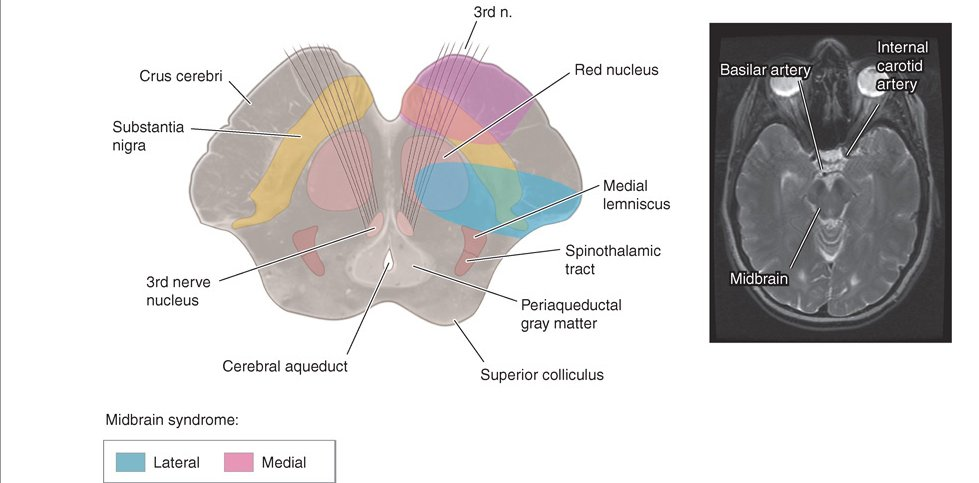 3rd n.
Crus cerebri
Red nucleus
Substantia
nigra
Medial
lemniscus
Spinothalamic
tract
3rd nerve
nucleus
Periaqueductal
gray matter
Cerebral aqueduct
Superior colliculus
Internal
carotid
artery
Basilar artery
Midbrain
Midbrain syndrome:
Lateral
Medial